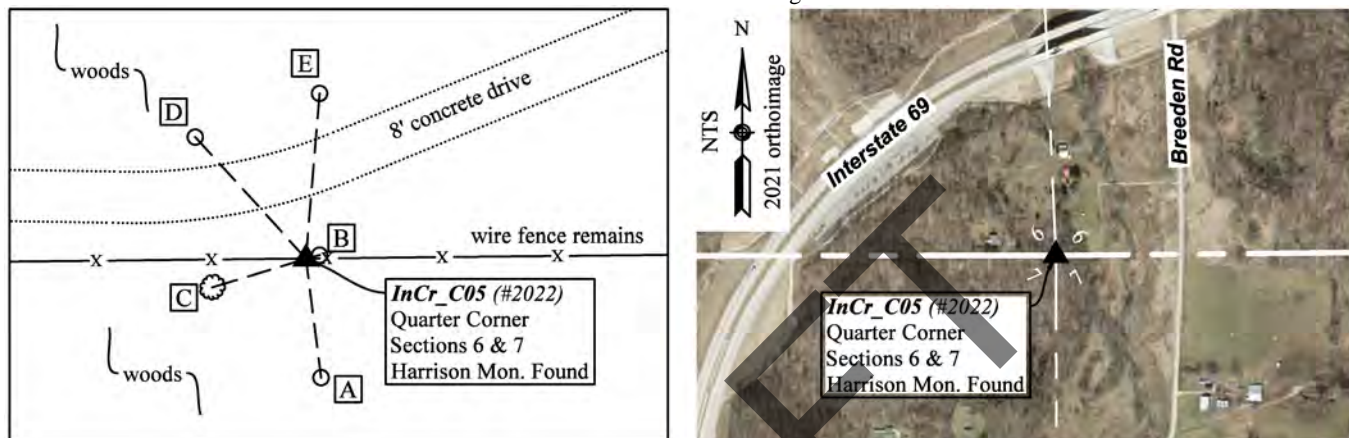 woods
D
E
8' concrete drive
B
wire fence remains
x x x x x
C
InCr_C05 (#2022)
Quarter Corner
Sections 6 & 7
Harrison Mon. Found
woods
A
N
NTS
2021 orthoimage
Interstate 69
Breeden Rd
6 6
7 7
InCr_C05 (#2022)
Quarter Corner
Sections 6 & 7
Harrison Mon. Found